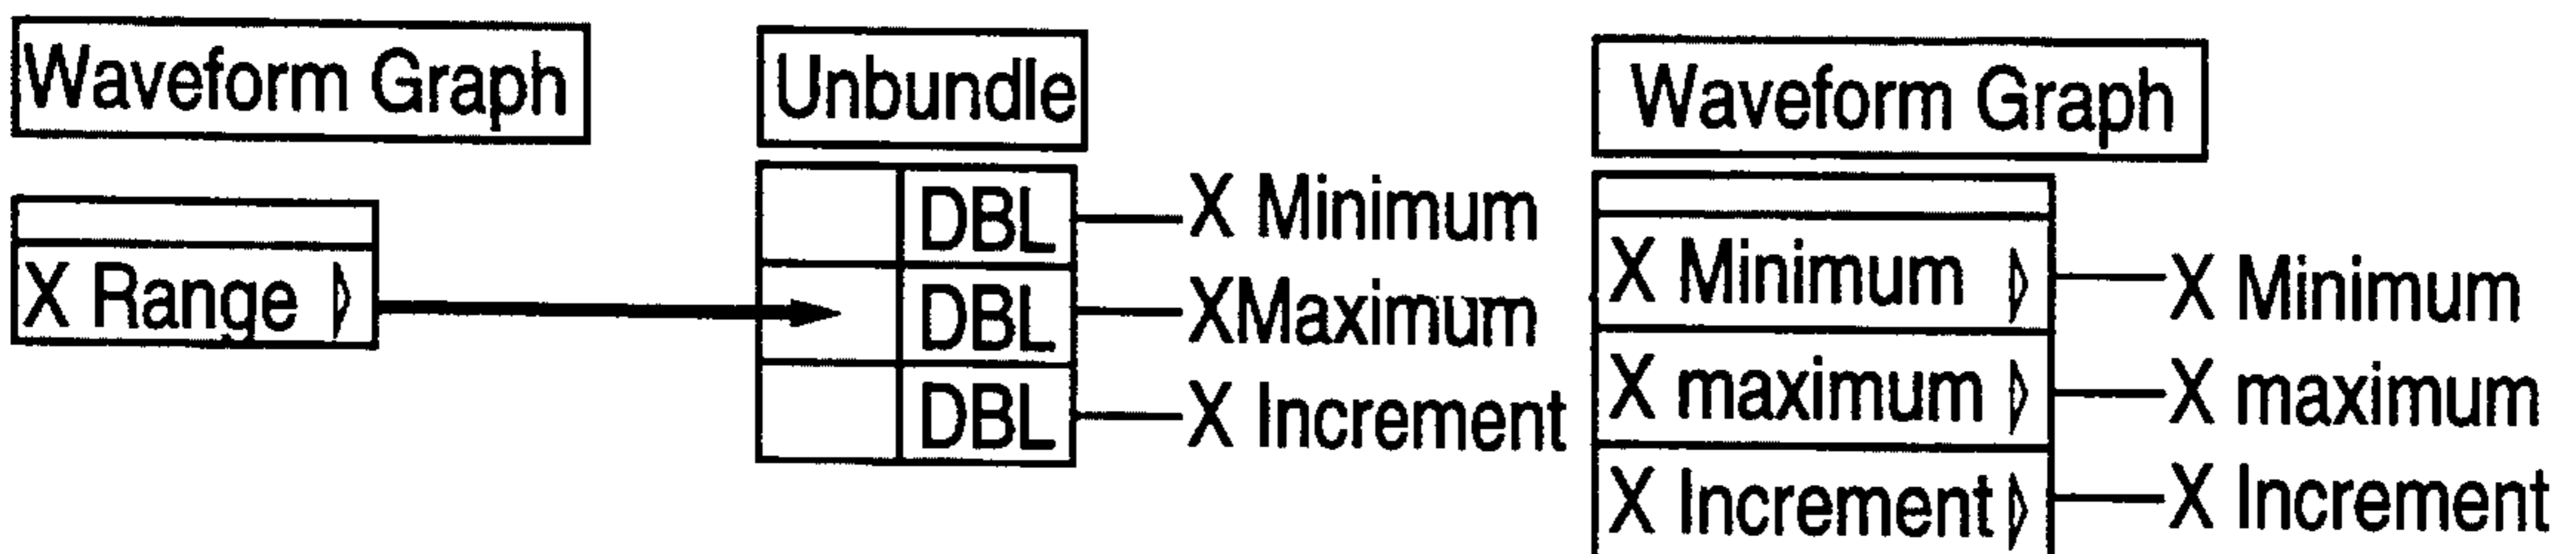 Waveform Graph
X Range
Unbundle
DBL X Minimum
DBL XMaximum
DBL X Increment
Waveform Graph
X Minimum X Minimum
X maximum X maximum
X Increment X Increment